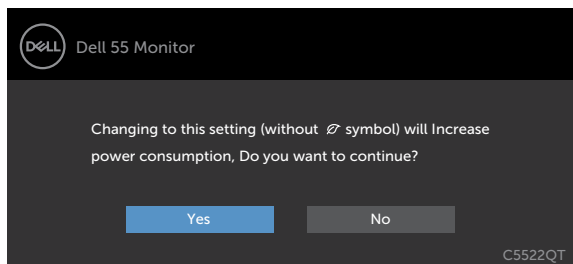 DELL
Dell 55 Monitor
Changing to this setting (without symbol) will Increase
power consumption, Do you want to continue?
Yes
No
C5522QT